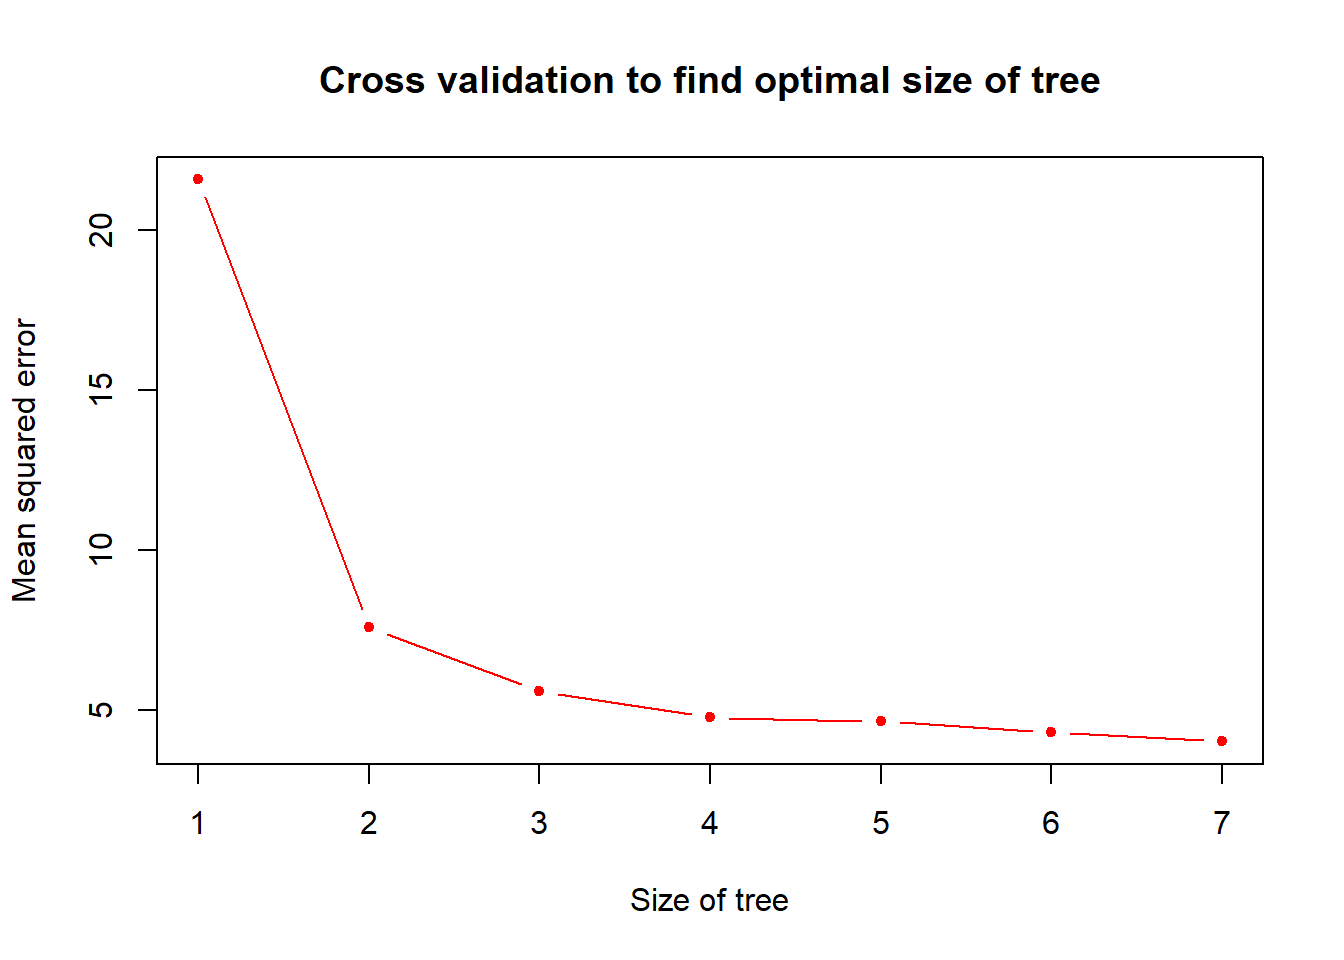 Cross validation to find optimal size of tree
Mean squared error
20
15
10
5
1 2 3 4 5 6 7
Size of tree